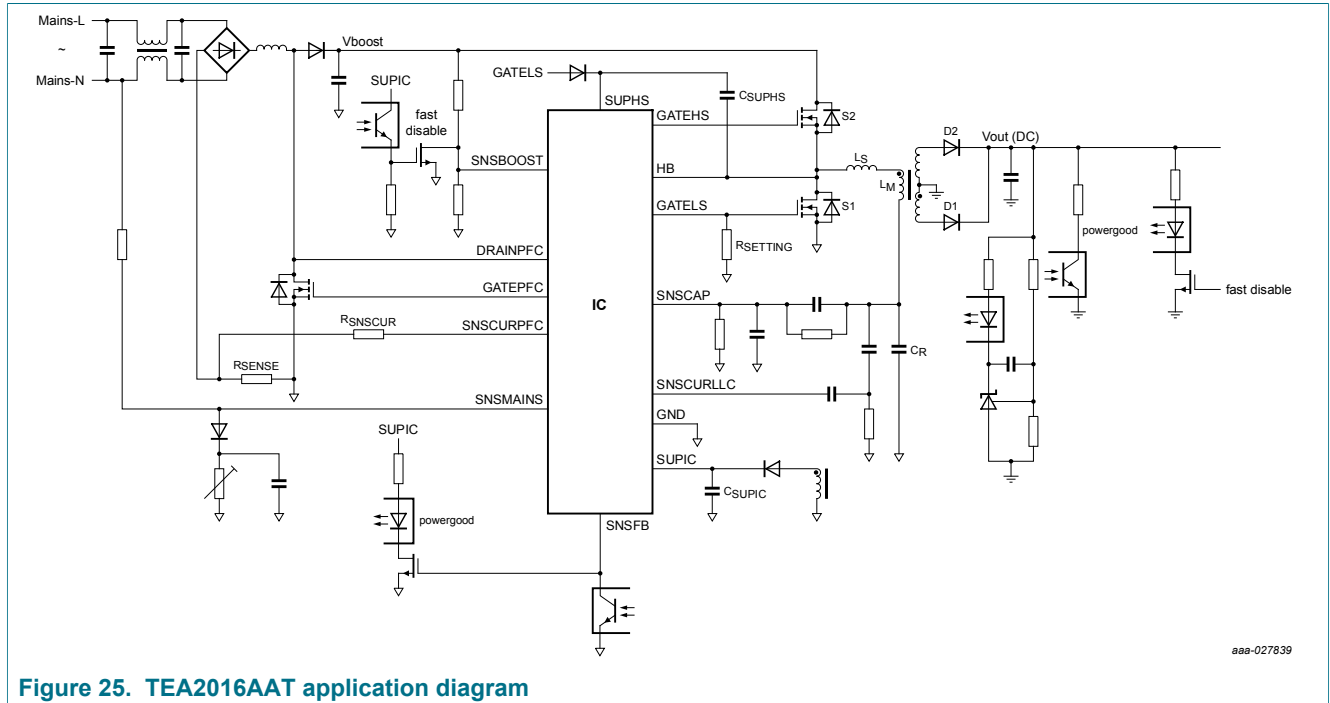 Mains-L
~
Mains-N
Vboost
SUPIC
fast
disable
GATELS
SUPHS
CSUPHS
GATEHS
S2
SNSBOOST
HB
LS
LM
D2
Vout (DC)
D1
GATELS
S1
RSETTING
powergood
fast disable
DRAINPFC
GATEPFC
IC
SNSCAP
RSNSCUR
SNSCURPFC
CR
RSENSE
SNSCURLLC
SNSMAINS
GND
SUPIC
SUPIC
CSUPIC
powergood
SNSFB
aaa-027839
Figure 25. TEA2016AAT application diagram